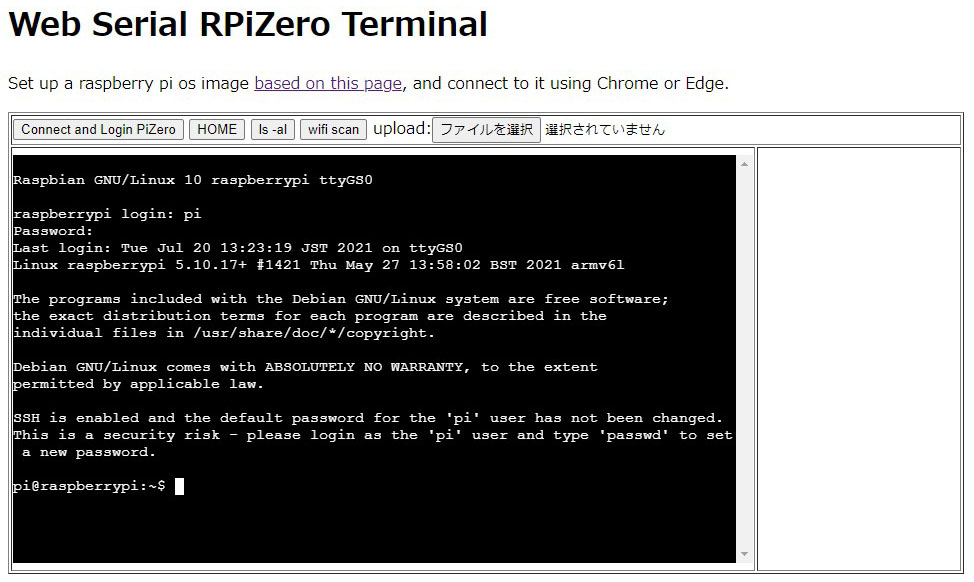 Web Serial RPiZero Terminal
Set up a raspberry pi os image based on this page, and connect to it using Chrome or Edge.
Connect and Login PiZero HOME ls -al wifi scan upload: ファイルを選択 選択されていません
Raspbian GNU/Linux 10 raspberrypi ttyGS0
raspberrypi login: pi
Password:
Last login: Tue Jul 20 13:23:19 JST 2021 on ttyGS0
Linux raspberrypi 5.10.17+ #1421 Thu May 27 13:58:02 BST 2021 armv6l
The programs included with the Debian GNU/Linux system are free software;
the exact distribution terms for each program are described in the
individual files in /usr/share/doc/*/copyright.
Debian GNU/Linux comes with ABSOLUTELY NO WARRANTY, to the extent
permitted by applicable law.
SSH is enabled and the default password for the 'pi' user has not been changed.
This is a security risk - please login as the 'pi' user and type 'passwd' to set
a new password.
pi@raspberrypi:~$